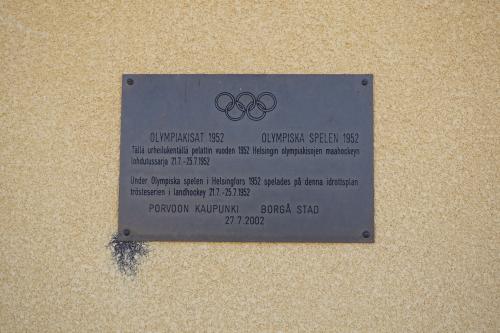 OLYMPIAKISAT 1952 OLYMPISKA SPELEN 1952
Tällä urheilukentällä pelattiin vuoden 1952 Helsingin olympiakisojen maahockeyn
lohdutussarja 21.7.-25.7.1952
Under Olympiska spelen i Helsingfors 1952 spelades på denna idrottsplan
trösteserien i landhockey 21.7.-25.7.1952
PORVOON KAUPUNKI BORGÅ STAD
27.7.2002